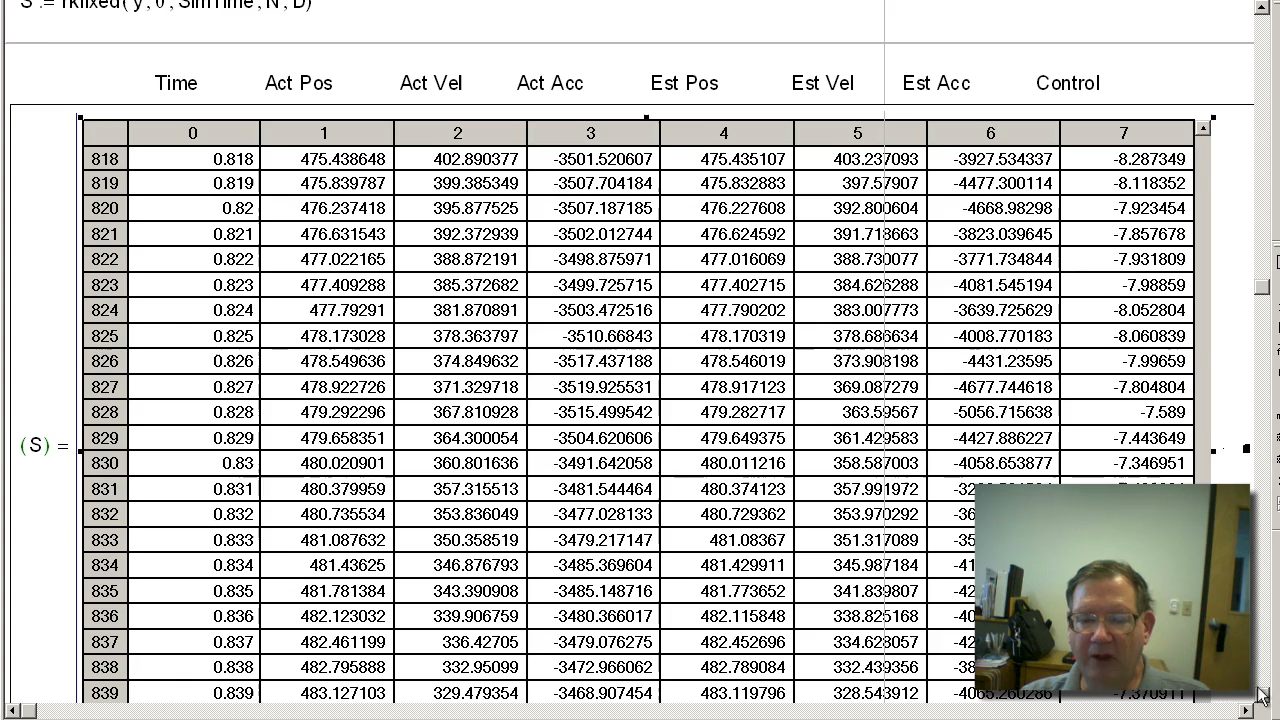 S := rkfixed( y , 0 , SimTime , N , D)
Time Act Pos Act Vel Act Acc Est Pos Est Vel Est Acc Control
0 1 2 3 4 5 6 7
818 0.818 475.438648 402.890377 -3501.520607 475.435107 403.237093 -3927.534337 -8.287349
819 0.819 475.839787 399.385349 -3507.704184 475.832883 397.57907 -4477.300114 -8.118352
820 0.82 476.237418 395.877525 -3507.187185 476.227608 392.800604 -4668.98298 -7.923454
821 0.821 476.631543 392.372939 -3502.012744 476.624592 391.718663 -3823.039645 -7.857678
822 0.822 477.022165 388.872191 -3498.875971 477.016069 388.730077 -3771.734844 -7.931809
823 0.823 477.409288 385.372682 -3499.725715 477.402715 384.626288 -4081.545194 -7.98859
824 0.824 477.79291 381.870891 -3503.472516 477.790202 383.007773 -3639.725629 -8.052804
825 0.825 478.173028 378.363797 -3510.66843 478.170319 378.686634 -4008.770183 -8.060839
826 0.826 478.549636 374.849632 -3517.437188 478.546019 373.908198 -4431.23595 -7.99659
827 0.827 478.922726 371.329718 -3519.925531 478.917123 369.087279 -4677.744618 -7.804804
828 0.828 479.292296 367.810928 -3515.499542 479.282717 363.59567 -5056.715638 -7.589
829 0.829 479.658351 364.300054 -3504.620606 479.649375 361.429583 -4427.886227 -7.443649
(S) =
830 0.83 480.020901 360.801636 -3491.642058 480.011216 358.587003 -4058.653877 -7.346951
831 0.831 480.379959 357.315513 -3481.544464 480.374123 357.991972
832 0.832 480.735534 353.836049 -3477.028133 480.729362 353.970292
833 0.833 481.087632 350.358519 -3479.217147 481.08367 351.317089
834 0.834 481.43625 346.876793 -3485.369604 481.429911 345.987184
835 0.835 481.781384 343.390908 -3485.148716 481.773652 341.839807
836 0.836 482.123032 339.906759 -3480.366017 482.115848 338.825168
837 0.837 482.461199 336.42705 -3479.076275 482.452696 334.623057
838 0.838 482.795888 332.95099 -3472.966062 482.789084 332.439356
839 0.839 483.127103 329.479354 -3468.907454 483.119796 328.543912